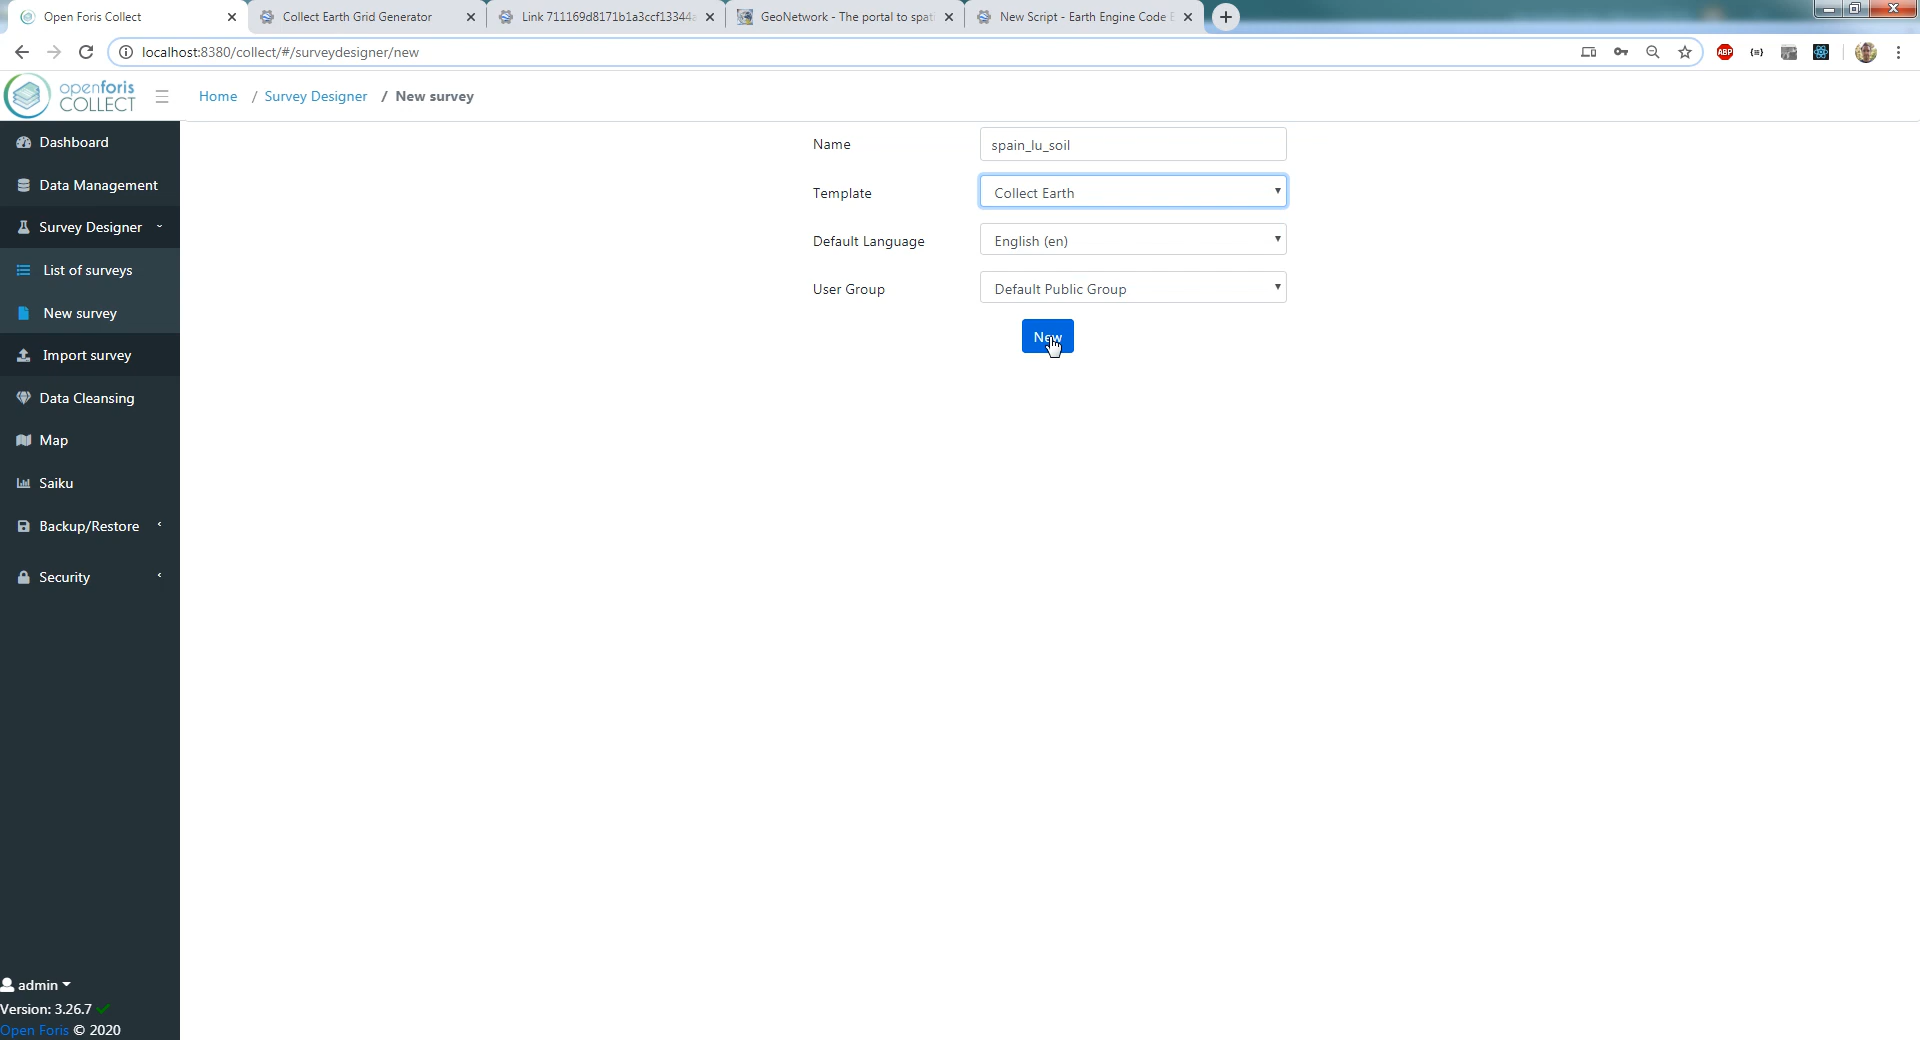 Open Foris Collect
Collect Earth Grid Generator
Link 711169d8171b1a3ccf13344
GeoNetwork - The portal to spat
New Script - Earth Engine Code E
localhost:8380/collect/#/surveydesigner/new
ABP
openforis
COLLECT
Home / Survey Designer / New survey
Dashboard
Data Management
Survey Designer
List of surveys
New survey
Import survey
Data Cleansing
Map
Saiku
Backup/Restore
Security
Name
spain_lu_soil
Template
Collect Earth
Default Language
English (en)
User Group
Default Public Group
New
admin
Version: 3.26.7
Open Foris © 2020